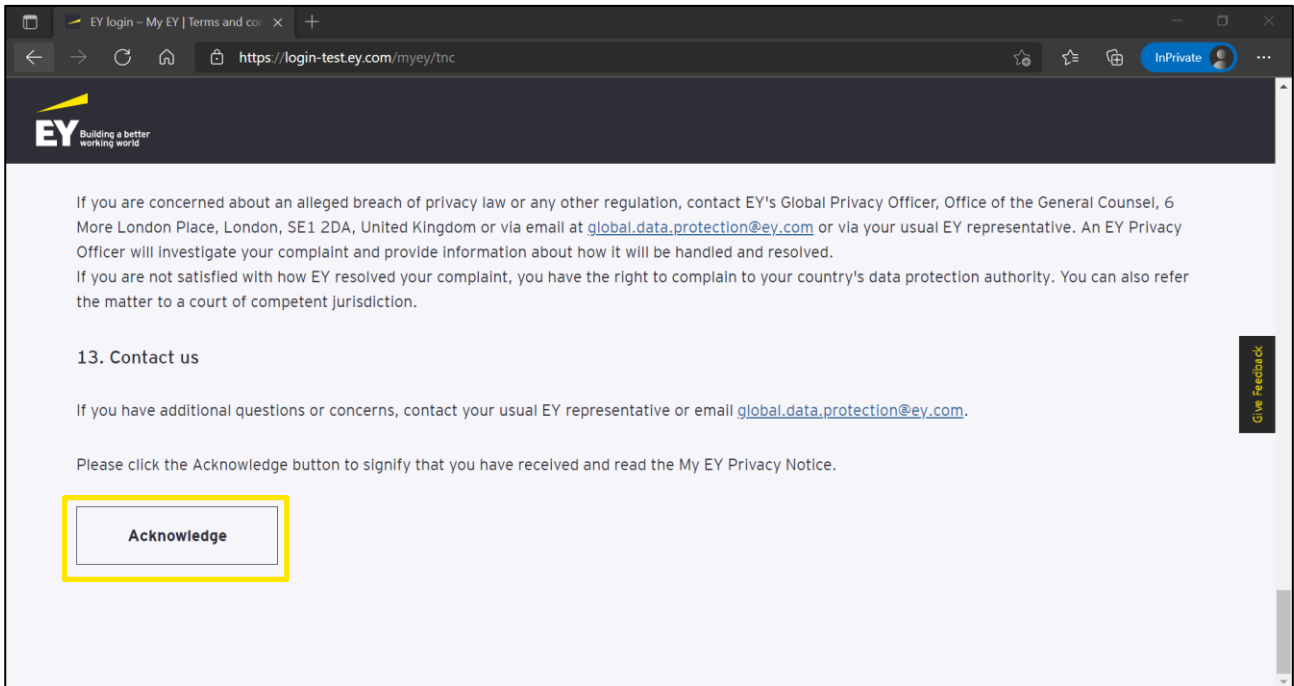 EY login – My EY | Terms and con
https://login-test.ey.com/myey/tnc
InPrivate
EY Building a better
working world
If you are concerned about an alleged breach of privacy law or any other regulation, contact EY's Global Privacy Officer, Office of the General Counsel, 6
More London Place, London, SE1 2DA, United Kingdom or via email at global.data.protection@ey.com or via your usual EY representative. An EY Privacy
Officer will investigate your complaint and provide information about how it will be handled and resolved.
If you are not satisfied with how EY resolved your complaint, you have the right to complain to your country's data protection authority. You can also refer
the matter to a court of competent jurisdiction.
13. Contact us
Give Feedback
If you have additional questions or concerns, contact your usual EY representative or email global.data.protection@ey.com.
Please click the Acknowledge button to signify that you have received and read the My EY Privacy Notice.
Acknowledge